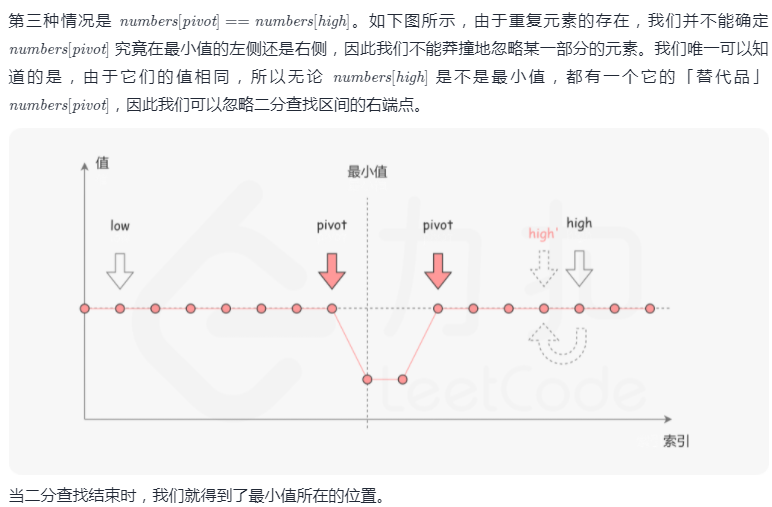 第三种情况是 numbers[pivot] == numbers[high]。如下图所示，由于重复元素的存在，我们并不能确定
numbers[pivot] 究竟在最小值的左侧还是右侧，因此我们不能莽撞地忽略某一部分的元素。我们唯一可以知
道的是，由于它们的值相同，所以无论 numbers[high] 是不是最小值，都有一个它的「替代品」
numbers[pivot]，因此我们可以忽略二分查找区间的右端点。
值
最小值
low
pivot
pivot
high'
high
力扣
LeetCode
索引
当二分查找结束时，我们就得到了最小值所在的位置。